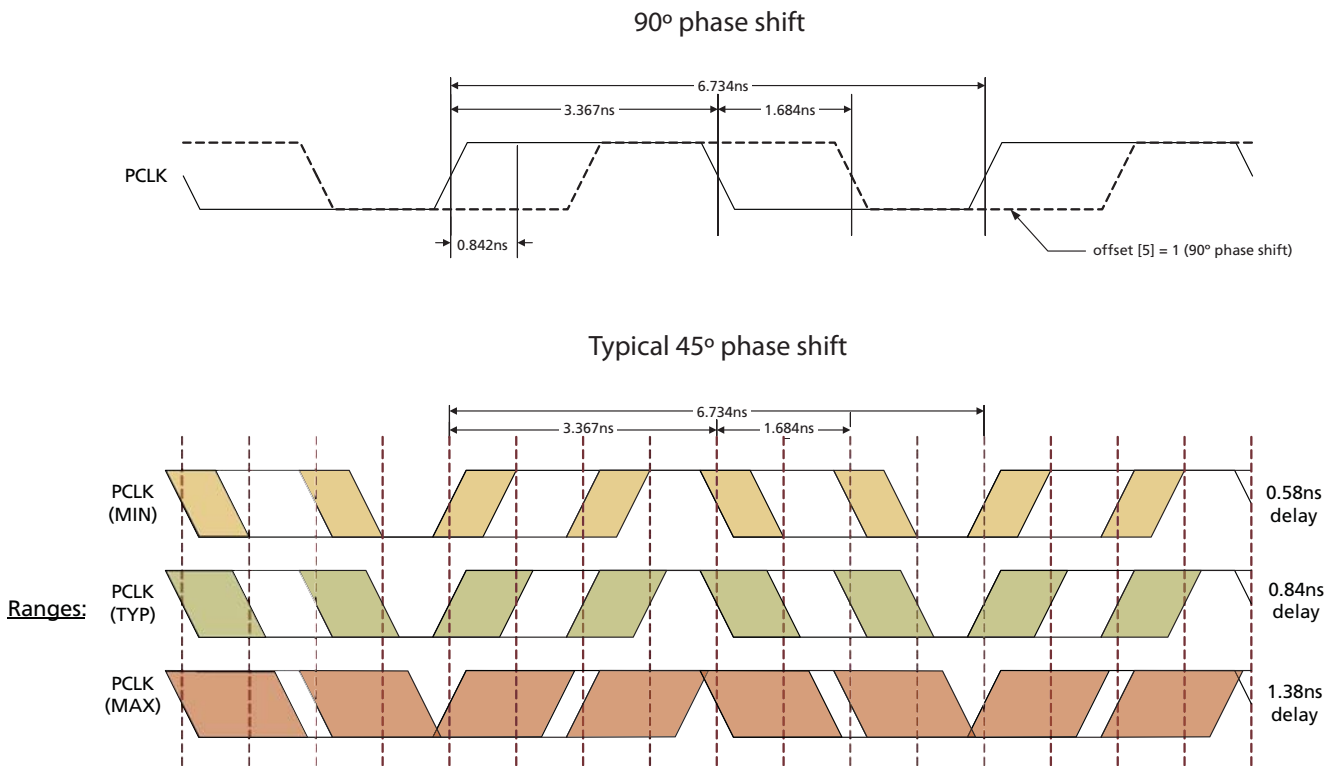 90º phase shift
6.734ns
3.367ns
1.684ns
PCLK
0.842ns
offset [5] = 1 (90º phase shift)
Typical 45º phase shift
6.734ns
3.367ns
1.684ns
PCLK
(MIN)
0.58ns
delay
Ranges:
PCLK
(TYP)
0.84ns
delay
PCLK
(MAX)
1.38ns
delay